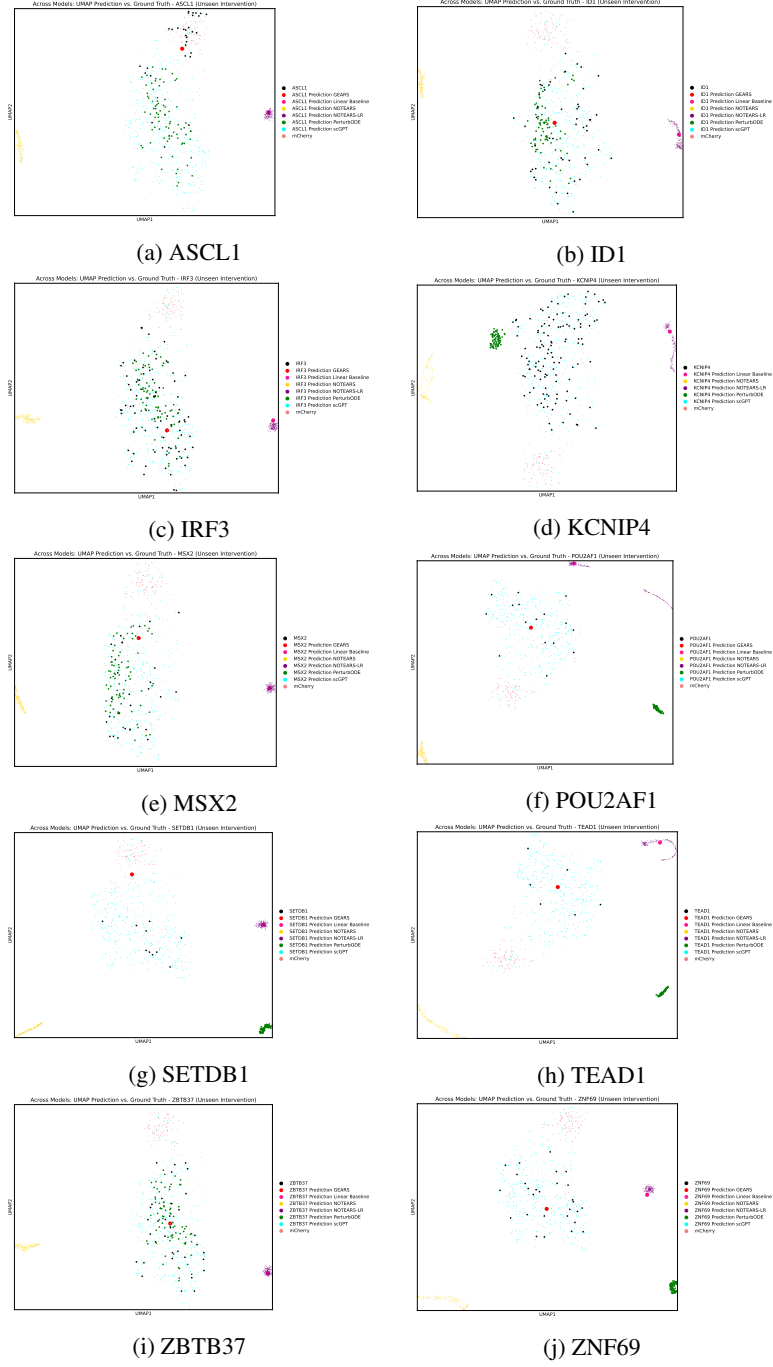 Across Models: UMAP Prediction vs. Ground Truth - ASCL1 (Unseen Intervention)
UMAP2
ASCL1
ASCL1 Prediction GEARS
ASCL1 Prediction Linear Baseline
ASCL1 Prediction NOTEARS
ASCL1 Prediction NOTEARS-LR
ASCL1 Prediction PerturbODE
ASCL1 Prediction scGPT
mCherry
UMAP1
(a) ASCL1
Across Models: UMAP Prediction vs. Ground Truth - ID1 (Unseen Intervention)
UMAP2
ID1
ID1 Prediction GEARS
ID1 Prediction Linear Baseline
ID1 Prediction NOTEARS
ID1 Prediction NOTEARS-LR
ID1 Prediction PerturbODE
ID1 Prediction scGPT
mCherry
UMAP1
(b) ID1
Across Models: UMAP Prediction vs. Ground Truth - IRF3 (Unseen Intervention)
UMAP2
IRF3
IRF3 Prediction GEARS
IRF3 Prediction Linear Baseline
IRF3 Prediction NOTEARS
IRF3 Prediction NOTEARS-LR
IRF3 Prediction PerturbODE
IRF3 Prediction scGPT
mCherry
UMAP1
(c) IRF3
Across Models: UMAP Prediction vs. Ground Truth - KCNIP4 (Unseen Intervention)
UMAP2
KCNIP4
KCNIP4 Prediction GEARS
KCNIP4 Prediction Linear Baseline
KCNIP4 Prediction NOTEARS
KCNIP4 Prediction NOTEARS-LR
KCNIP4 Prediction PerturbODE
KCNIP4 Prediction scGPT
mCherry
UMAP1
(d) KCNIP4
Across Models: UMAP Prediction vs. Ground Truth - MSX2 (Unseen Intervention)
UMAP2
MSX2
MSX2 Prediction GEARS
MSX2 Prediction Linear Baseline
MSX2 Prediction NOTEARS
MSX2 Prediction NOTEARS-LR
MSX2 Prediction PerturbODE
MSX2 Prediction scGPT
mCherry
UMAP1
(e) MSX2
Across Models: UMAP Prediction vs. Ground Truth - POU2AF1 (Unseen Intervention)
UMAP2
POU2AF1
POU2AF1 Prediction GEARS
POU2AF1 Prediction Linear Baseline
POU2AF1 Prediction NOTEARS
POU2AF1 Prediction NOTEARS-LR
POU2AF1 Prediction PerturbODE
POU2AF1 Prediction scGPT
mCherry
UMAP1
(f) POU2AF1
Across Models: UMAP Prediction vs. Ground Truth - SETDB1 (Unseen Intervention)
UMAP2
SETDB1
SETDB1 Prediction GEARS
SETDB1 Prediction Linear Baseline
SETDB1 Prediction NOTEARS
SETDB1 Prediction NOTEARS-LR
SETDB1 Prediction PerturbODE
SETDB1 Prediction scGPT
mCherry
UMAP1
(g) SETDB1
Across Models: UMAP Prediction vs. Ground Truth - TEAD1 (Unseen Intervention)
UMAP2
TEAD1
TEAD1 Prediction GEARS
TEAD1 Prediction Linear Baseline
TEAD1 Prediction NOTEARS
TEAD1 Prediction NOTEARS-LR
TEAD1 Prediction PerturbODE
TEAD1 Prediction scGPT
mCherry
UMAP1
(h) TEAD1
Across Models: UMAP Prediction vs. Ground Truth - ZBTB37 (Unseen Intervention)
UMAP2
ZBTB37
ZBTB37 Prediction GEARS
ZBTB37 Prediction Linear Baseline
ZBTB37 Prediction NOTEARS
ZBTB37 Prediction NOTEARS-LR
ZBTB37 Prediction PerturbODE
ZBTB37 Prediction scGPT
mCherry
UMAP1
(i) ZBTB37
Across Models: UMAP Prediction vs. Ground Truth - ZNF69 (Unseen Intervention)
UMAP2
ZNF69
ZNF69 Prediction GEARS
ZNF69 Prediction Linear Baseline
ZNF69 Prediction NOTEARS
ZNF69 Prediction NOTEARS-LR
ZNF69 Prediction PerturbODE
ZNF69 Prediction scGPT
mCherry
UMAP1
(j) ZNF69